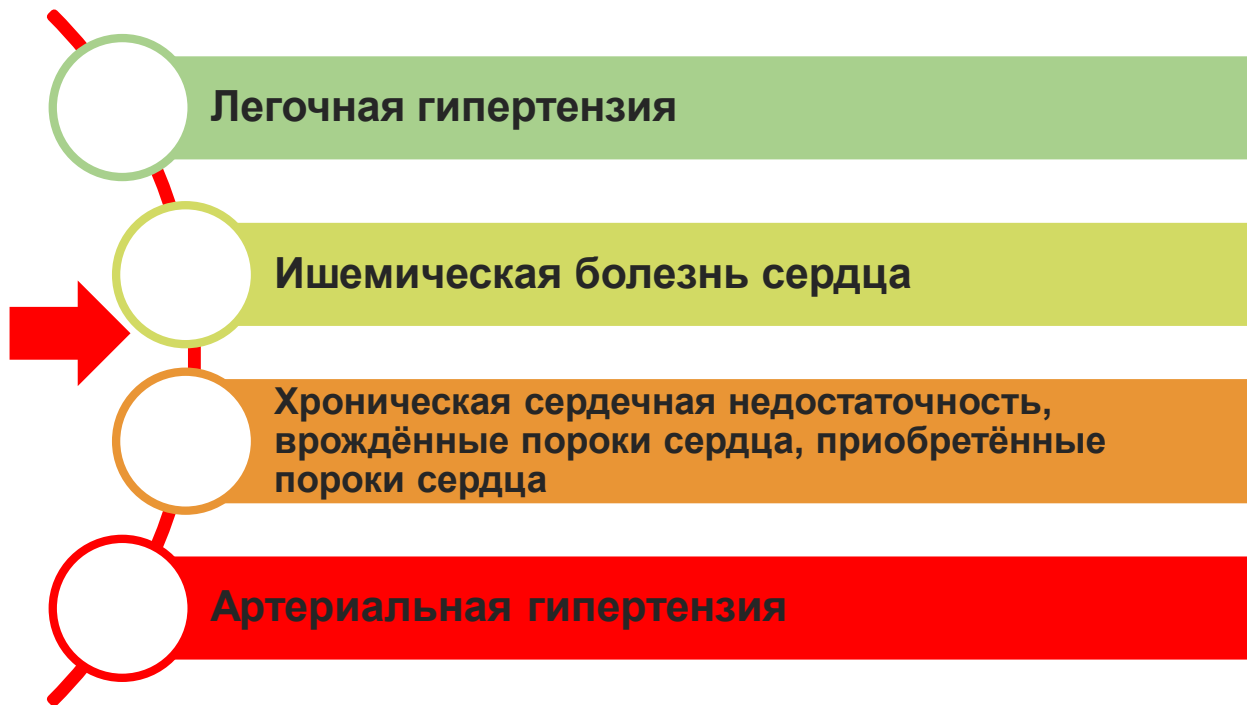 Легочная гипертензия
Ишемическая болезнь сердца
Хроническая сердечная недостаточность,
врождённые пороки сердца, приобретённые
пороки сердца
Артериальная гипертензия